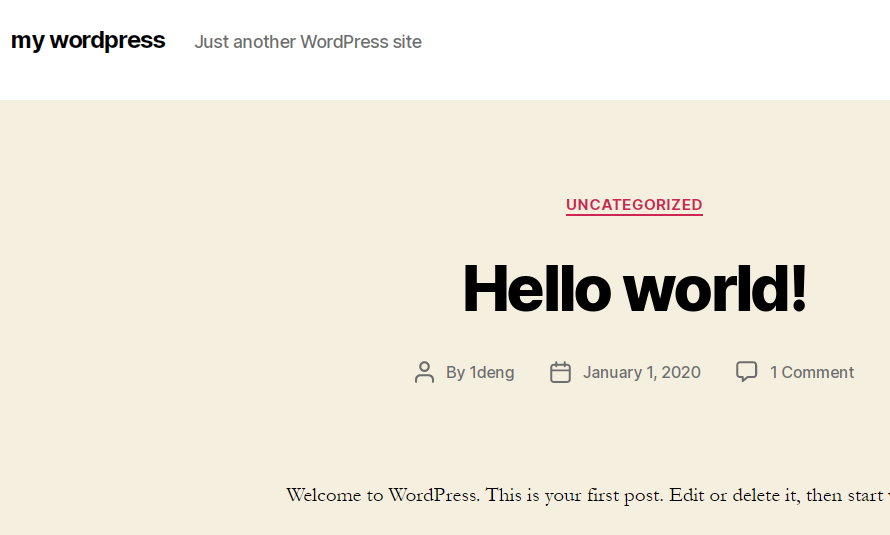 my wordpress Just another WordPress site
UNCATEGORIZED
Hello world!
By 1deng January 1, 2020 1 Comment
Welcome to WordPress. This is your first post. Edit or delete it, then start